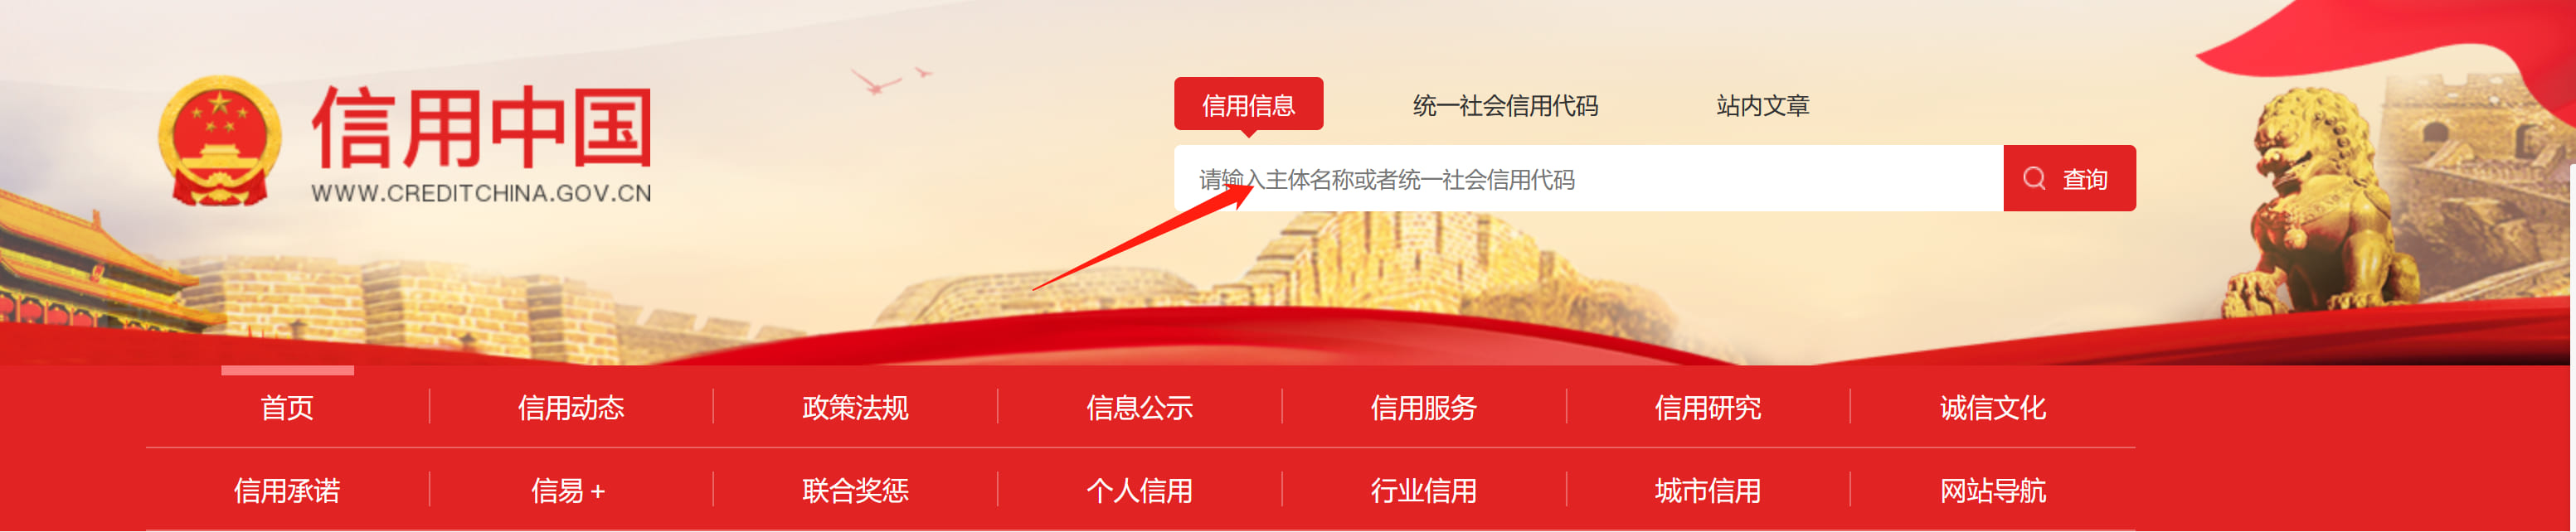 信用中国
WWW.CREDITCHINA.GOV.CN
信用信息 统一社会信用代码 站内文章
请输入主体名称或者统一社会信用代码 查询
首页 信用动态 政策法规 信息公示 信用服务 信用研究 诚信文化
信用承诺 信易+ 联合奖惩 个人信用 行业信用 城市信用 网站导航